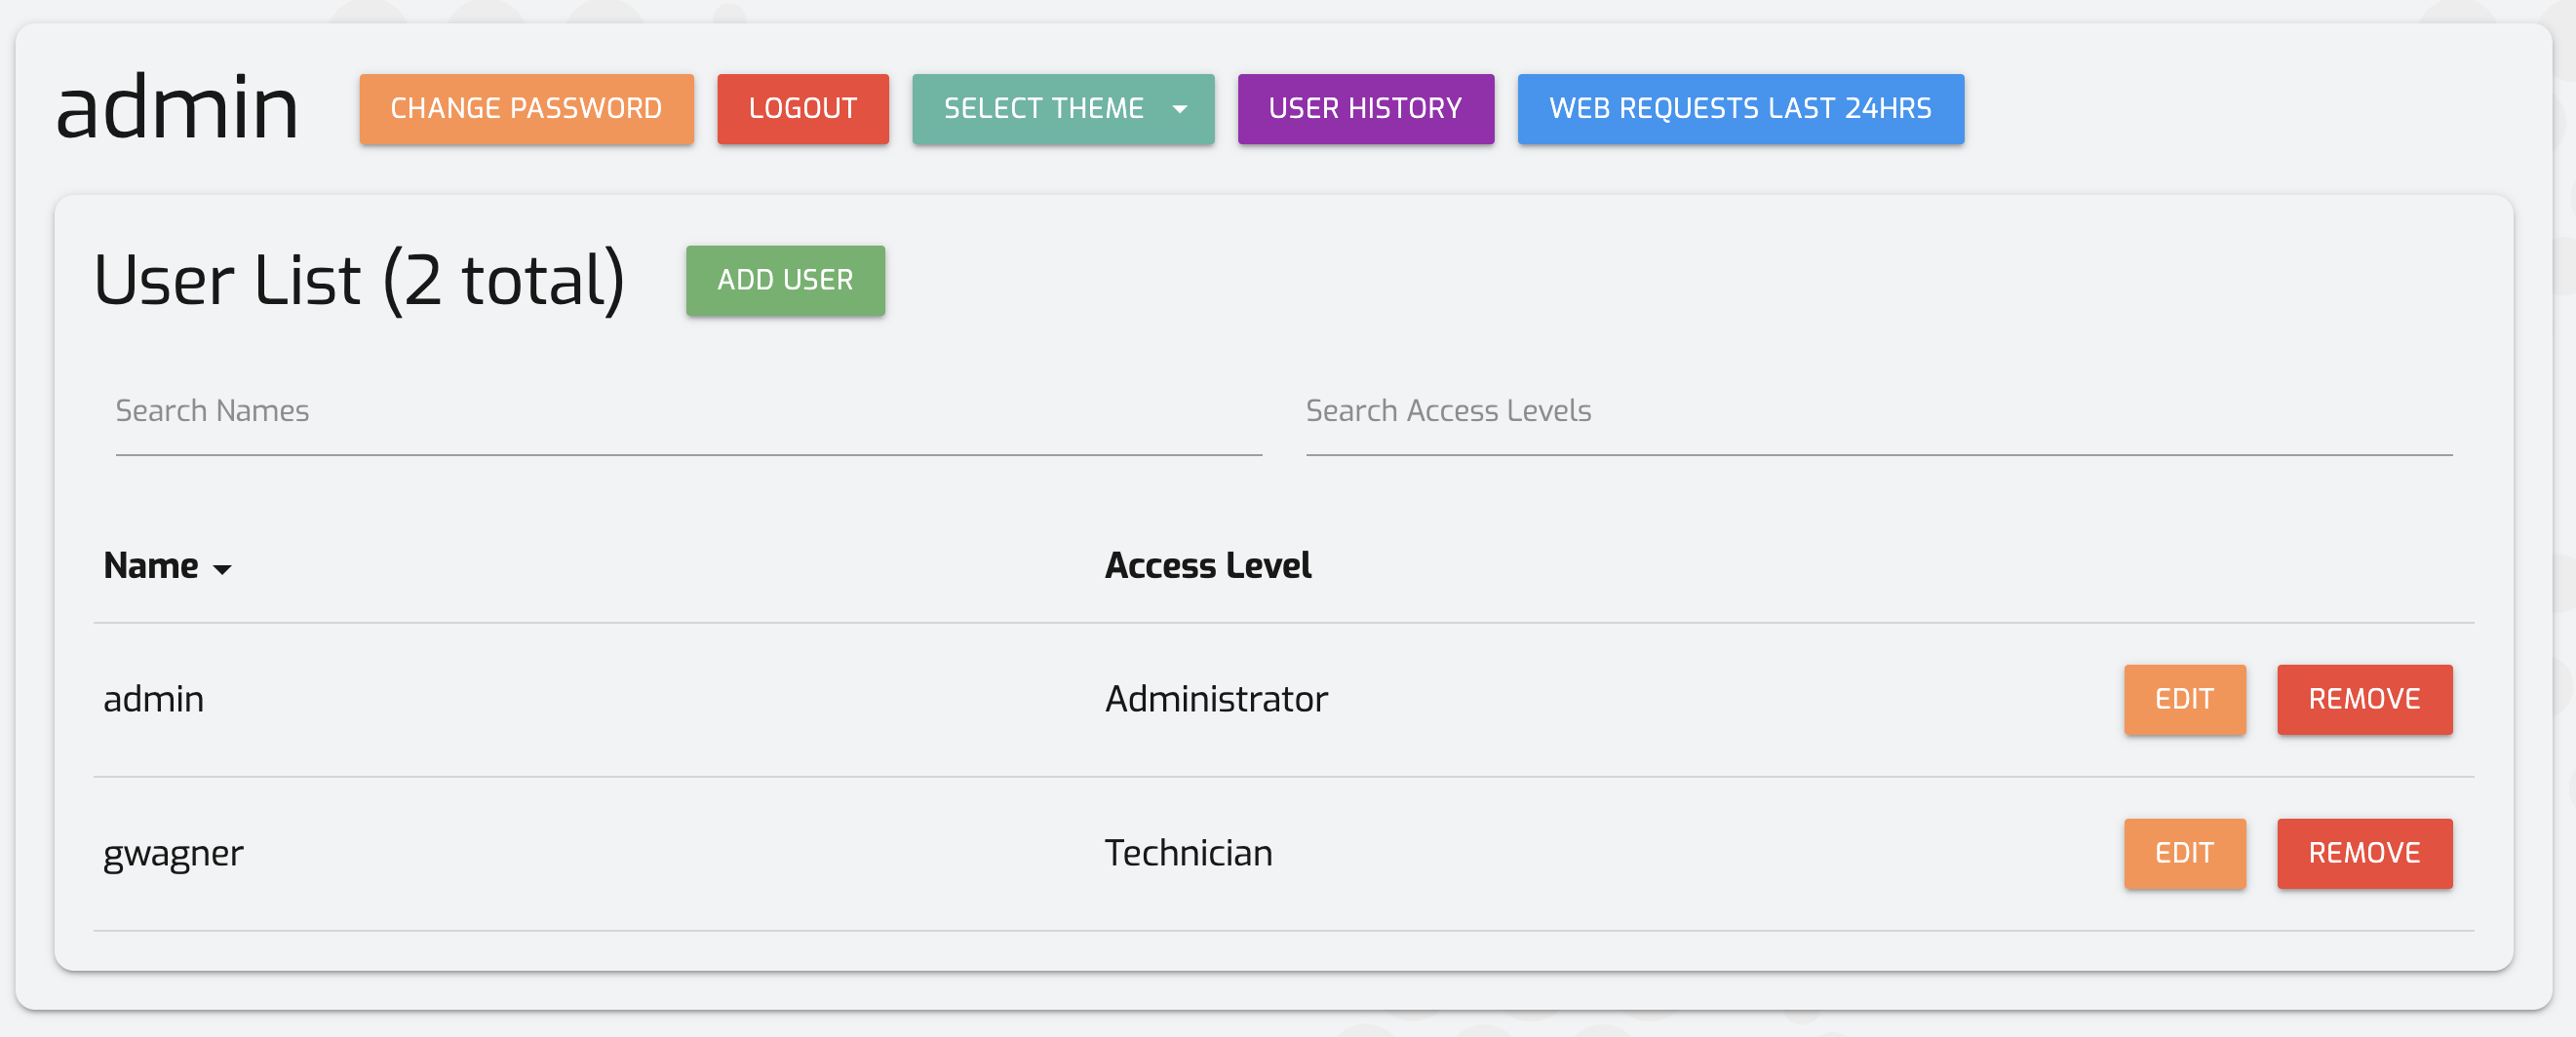 admin CHANGE PASSWORD LOGOUT SELECT THEME USER HISTORY WEB REQUESTS LAST 24HRS
User List (2 total) ADD USER
Search Names Search Access Levels
Name Access Level
admin Administrator EDIT REMOVE
gwagner Technician EDIT REMOVE